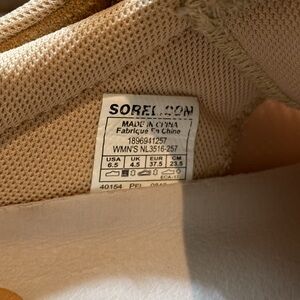 SOREL.COM
MADE IN CHINA
Fabriqué En Chine
1896941257
WMN'S NL3516-257
USA UK EUR CM
6.5 4.5 37.5 23.5
40154